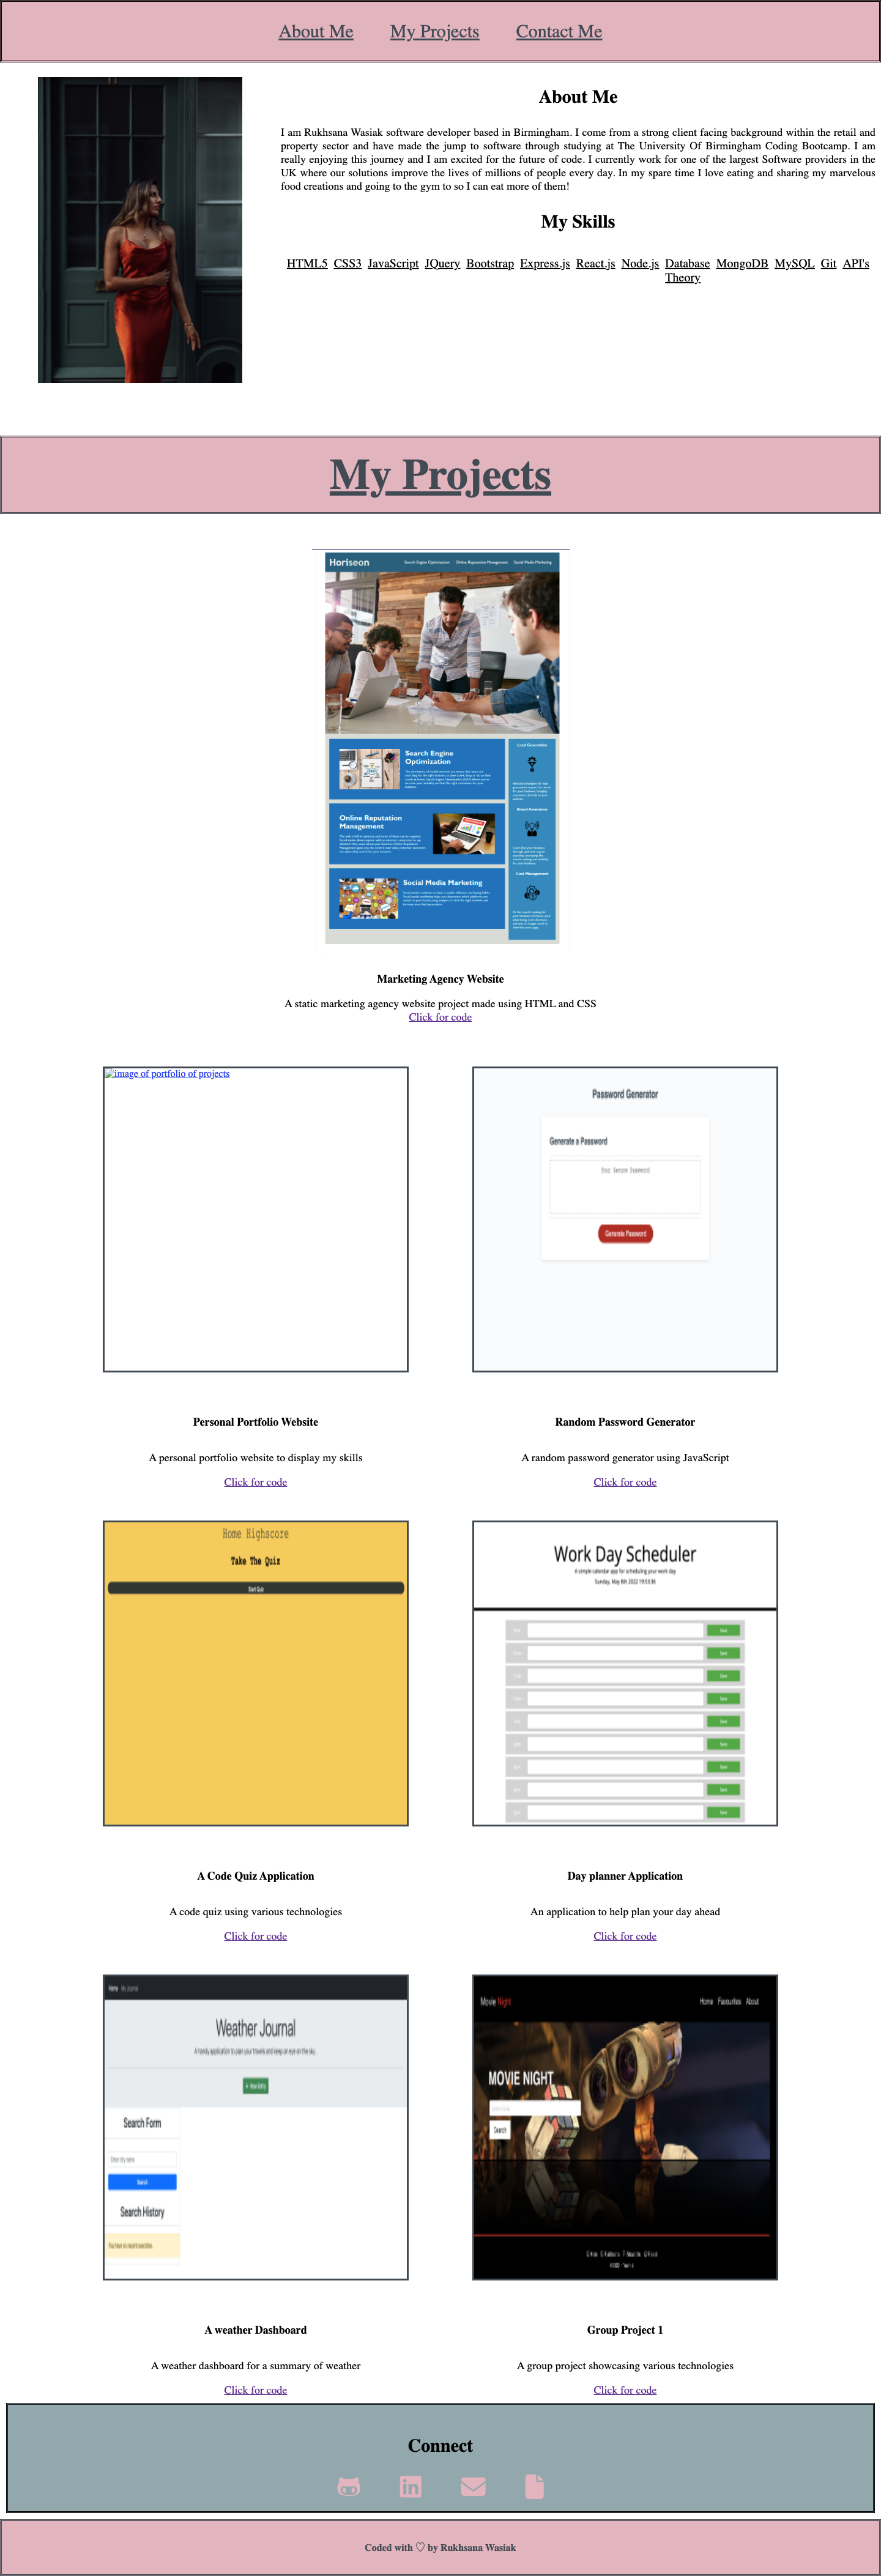 About Me My Projects Contact Me
About Me
I am Rukhsana Wasiak software developer based in Birmingham. I come from a strong client facing background within the retail and
property sector and have made the jump to software through studying at The University Of Birmingham Coding Bootcamp. I am
really enjoying this journey and I am excited for the future of code. I currently work for one of the largest Software providers in the
UK where our solutions improve the lives of millions of people every day. In my spare time I love eating and sharing my marvelous
food creations and going to the gym to so I can eat more of them!
My Skills
HTML5 CSS3 JavaScript JQuery Bootstrap Express.js React.js Node.js Database MongoDB MySQL Git API's
Theory
My Projects
Horiseon Search Engine Optimization Online Reputation Management Social Media Marketing
Search Engine
Optimization
Lead Generation
Online Reputation
Management
Brand Awareness
Cost Management
Social Media Marketing
Marketing Agency Website
A static marketing agency website project made using HTML and CSS
Click for code
image of portfolio of projects
Password Generator
Generate a Password
Your Secure Password
Generate Password
Personal Portfolio Website
Random Password Generator
A personal portfolio website to display my skills
A random password generator using JavaScript
Click for code
Click for code
Home Highscore
Take The Quiz
Start Quiz
Work Day Scheduler
A simple calendar app for scheduling your work day
Sunday, May 8th 2022 19:53:36
Save
Save
Save
Save
Save
Save
Save
Save
Save
A Code Quiz Application
Day planner Application
A code quiz using various technologies
An application to help plan your day ahead
Click for code
Click for code
Home My Journal
Weather Journal
A handy application to plan your travels and keep an eye on the sky.
+ New Entry
Search Form
Enter city name
Search
Search History
You have no recent searches.
Movie Night Home Favourites About
MOVIE NIGHT
Search
A weather Dashboard
Group Project 1
A weather dashboard for a summary of weather
A group project showcasing various technologies
Click for code
Click for code
Connect
in
Coded with ♡ by Rukhsana Wasiak